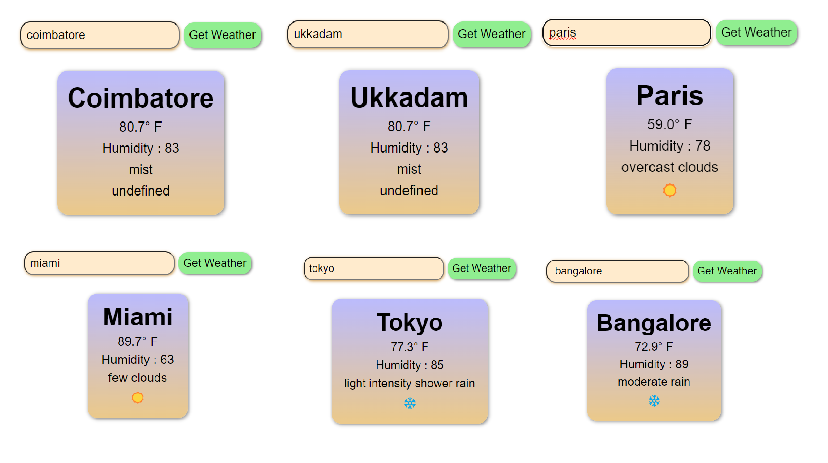 coimbatore
Get Weather
Coimbatore
80.7° F
Humidity : 83
mist
undefined
ukkadam
Get Weather
Ukkadam
80.7° F
Humidity : 83
mist
undefined
paris
Get Weather
Paris
59.0° F
Humidity : 78
overcast clouds
miami
Get Weather
Miami
89.7° F
Humidity : 63
few clouds
tokyo
Get Weather
Tokyo
77.3° F
Humidity : 85
light intensity shower rain
bangalore
Get Weather
Bangalore
72.9° F
Humidity : 89
moderate rain